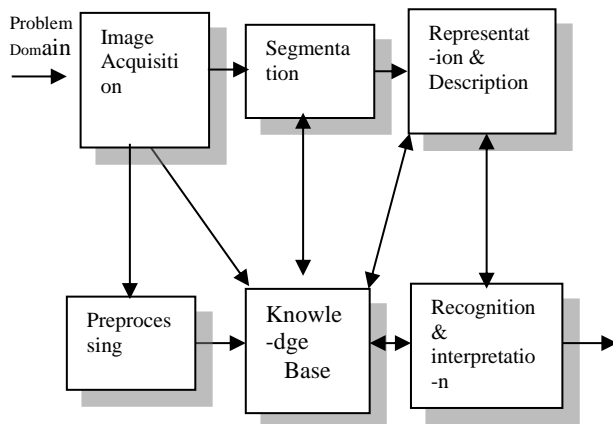 Problem
Domain
Image
Acquisiti
on
Segmenta
tion
Representat
-ion &
Description
Preproces
sing
Knowle
-dge
Base
Recognition
&
interpretatio
-n